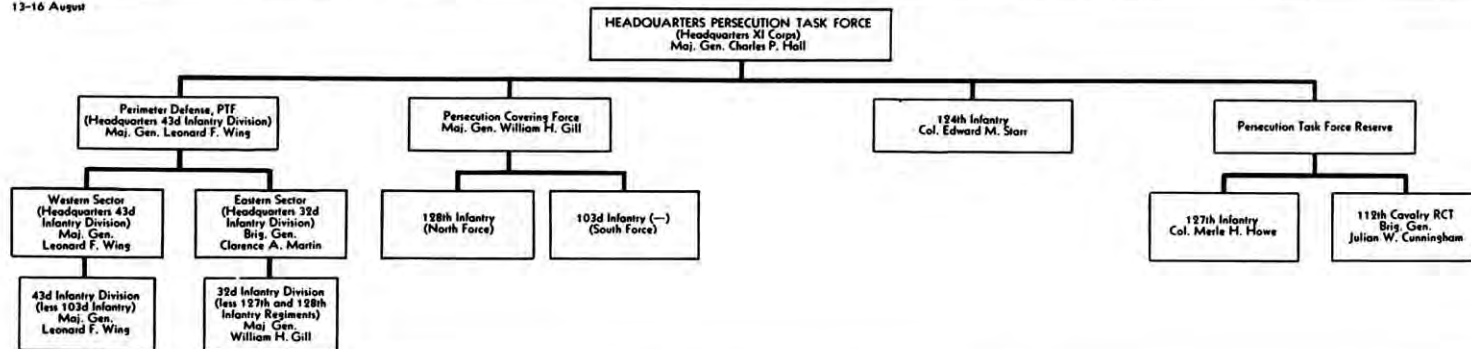 13-16 August
HEADQUARTERS PERSECUTION TASK FORCE
(Headquarters XI Corps)
Maj. Gen. Charles P. Hall
Perimeter Defense, PTF
(Headquarters 43d Infantry Division)
Maj. Gen. Leonard F. Wing
Persecution Covering Force
Maj. Gen. William H. Gill
124th Infantry
Col. Edward M. Starr
Persecution Task Force Reserve
Western Sector
(Headquarters 43d
Infantry Division)
Maj. Gen.
Leonard F. Wing
Eastern Sector
(Headquarters 32d
Infantry Division)
Brig. Gen.
Clarence A. Martin
128th Infantry
(North Force)
103d Infantry (—)
(South Force)
127th Infantry
Col. Merle H. Howe
112th Cavalry RCT
Brig. Gen.
Julian W. Cunningham
43d Infantry Division
(less 103d Infantry)
Maj. Gen.
Leonard F. Wing
32d Infantry Division
(less 127th and 128th
Infantry Regiments)
Maj Gen.
William H. Gill